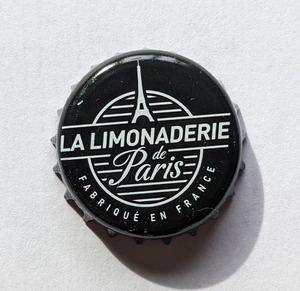 LA LIMONADERIE
de
Paris
FABRIQUÉ EN FRANCE